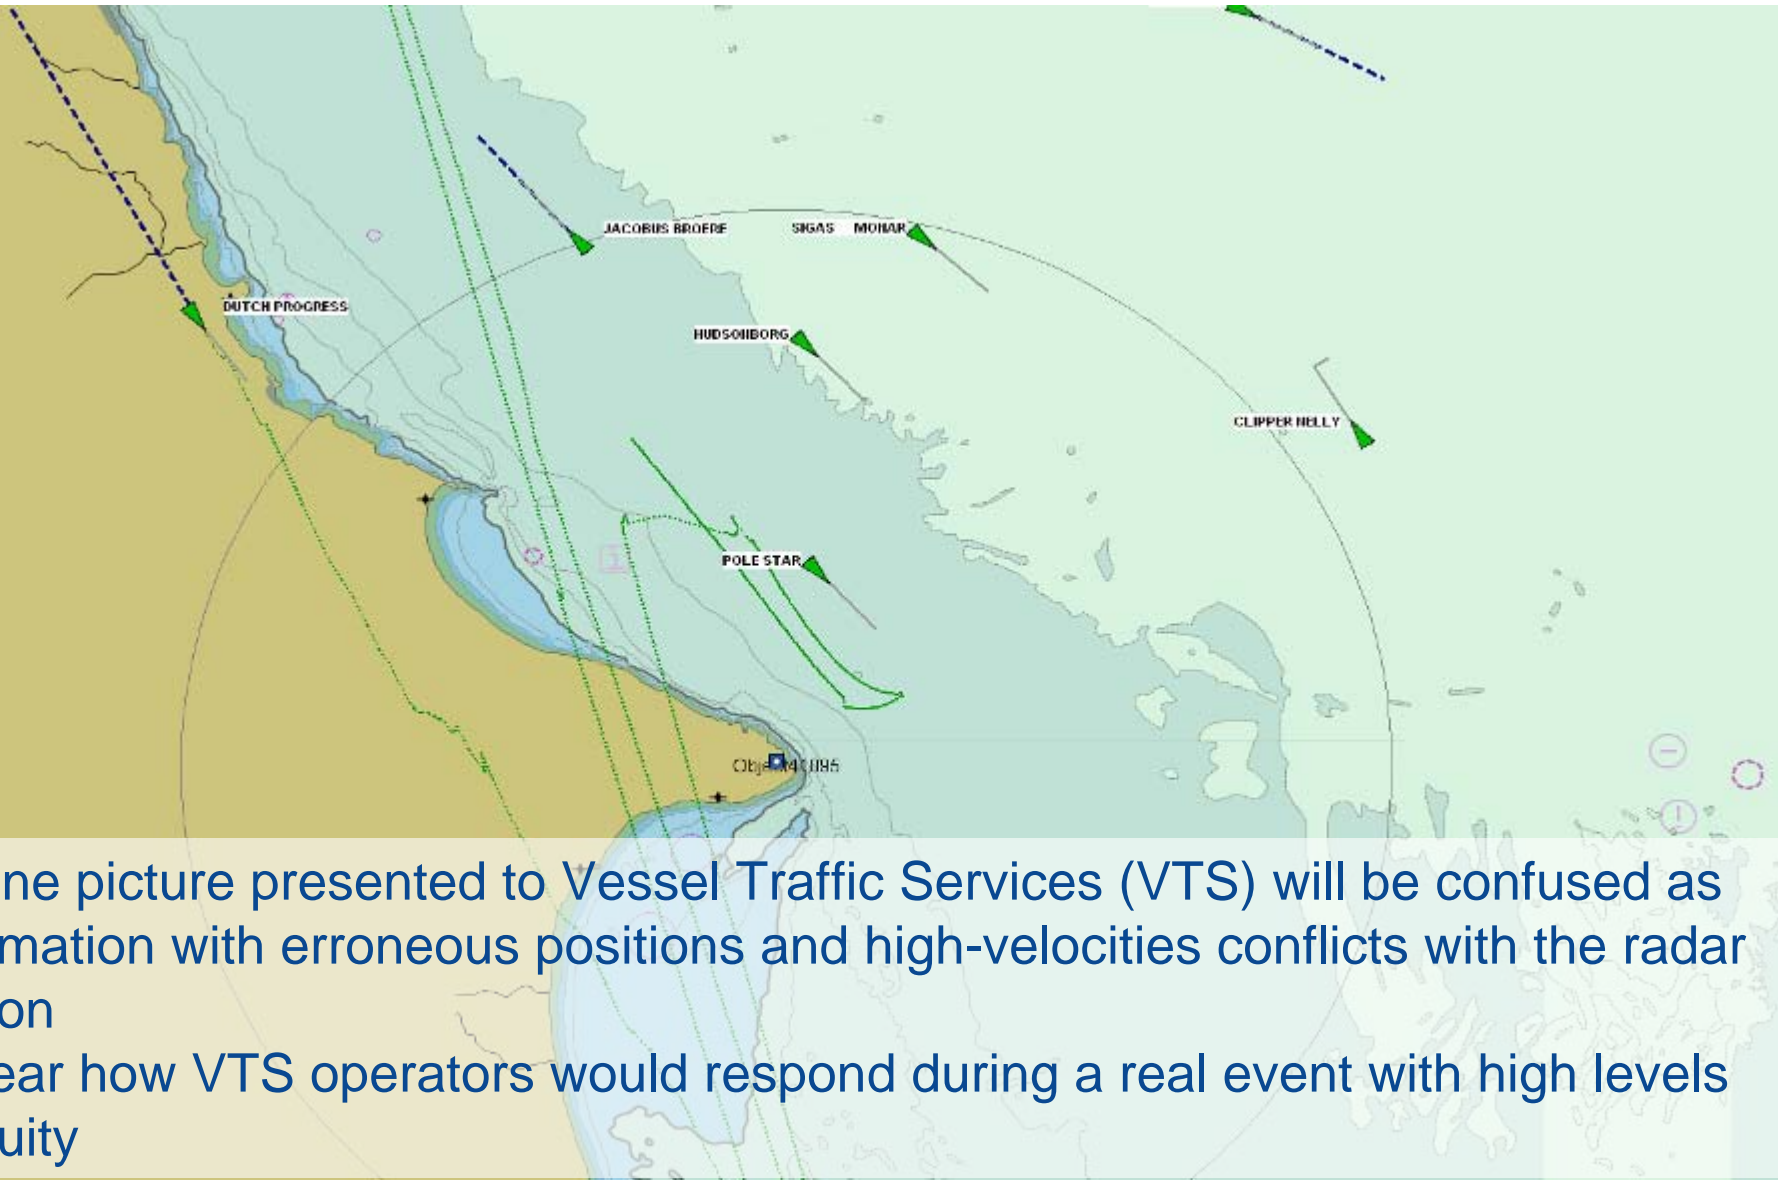 JACOBUS BROERE
SIGAS MONAR
DUTCH PROGRESS
HUDSONBORG
CLIPPER NELLY
POLE STAR
ne picture presented to Vessel Traffic Services (VTS) will be confused as
mation with erroneous positions and high-velocities conflicts with the radar
on
ear how VTS operators would respond during a real event with high levels
uity